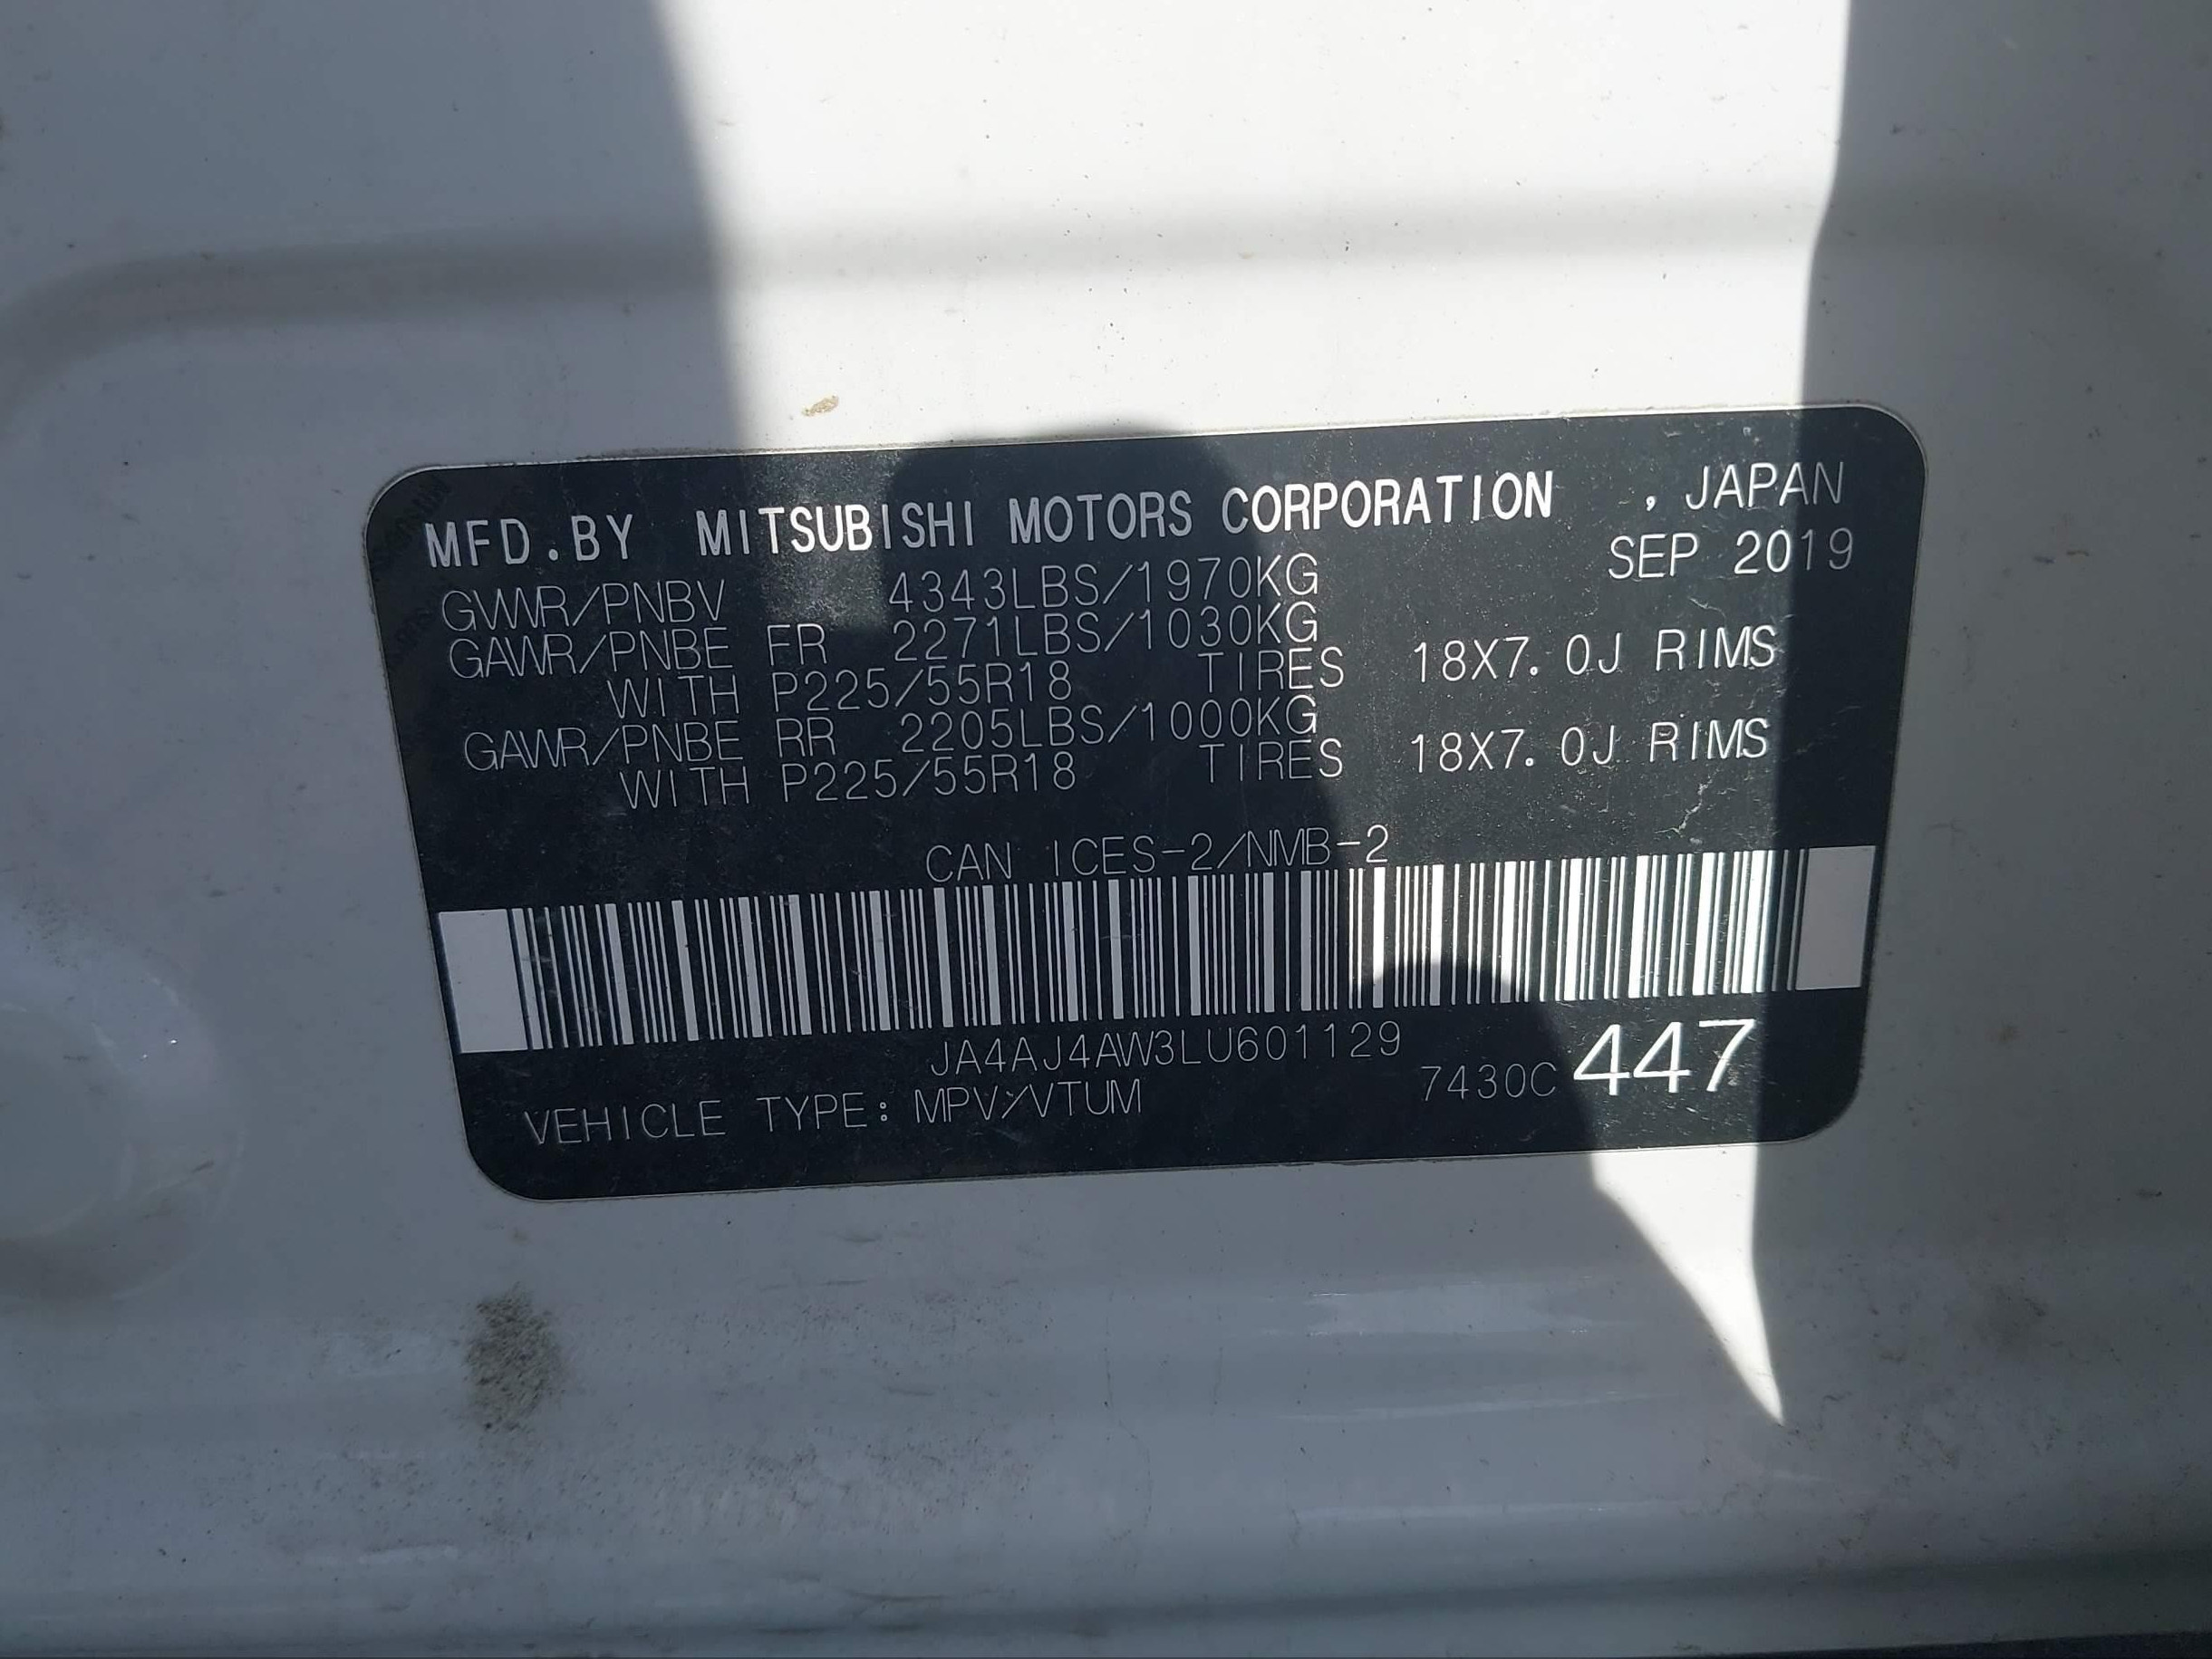 MFD.BY MITSUBISHI MOTORS CORPORATION , JAPAN
SEP 2019
GVWR/PNBV 4343LBS/1970KG
GAWR/PNBE FR 2271LBS/1030KG
WITH P225/55R18 TIRES 18X7.0J RIMS
GAWR/PNBE RR 2205LBS/1000KG
WITH P225/55R18 TIRES 18X7.0J RIMS
CAN ICES-2/NMB-2
JA4AJ4AW3LU601129
7430C 447
VEHICLE TYPE: MPV/VTUM